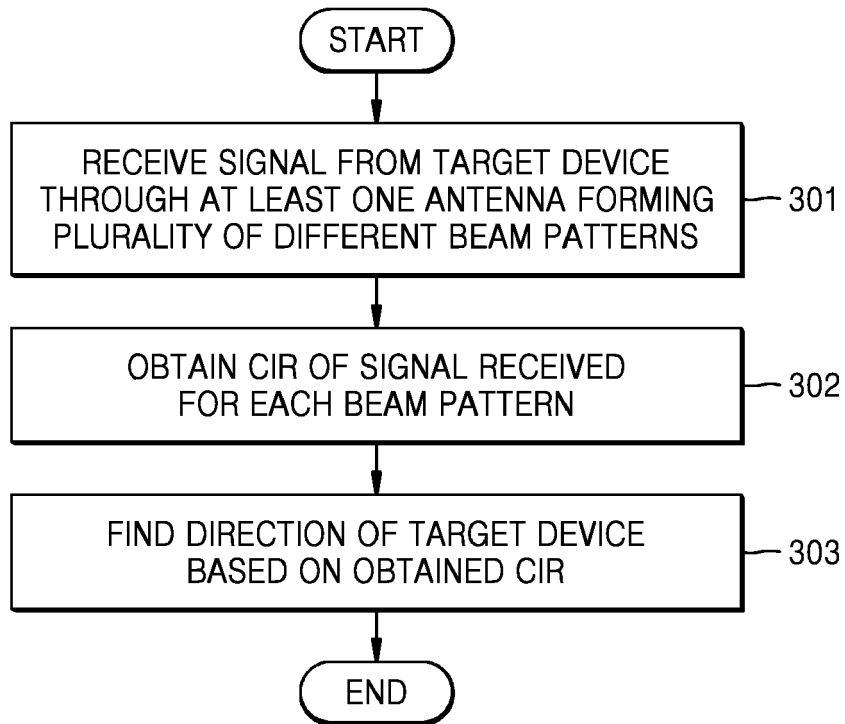 START
RECEIVE SIGNAL FROM TARGET DEVICE
THROUGH AT LEAST ONE ANTENNA FORMING
PLURALITY OF DIFFERENT BEAM PATTERNS
301
OBTAIN CIR OF SIGNAL RECEIVED
FOR EACH BEAM PATTERN
302
FIND DIRECTION OF TARGET DEVICE
BASED ON OBTAINED CIR
303
END